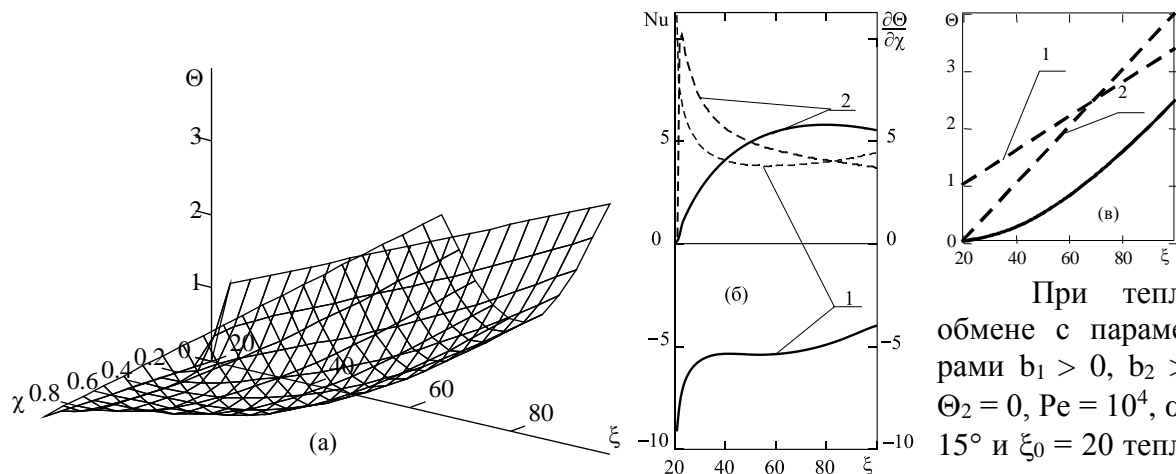 Θ
3
2
1
0
0.2
0.4
0.6
0.8
χ
1
20
40
60
80
ξ
(а)
Nu
5
0
−5
−10
20 40 60 80 ξ
∂Θ
∂χ
5
0
−5
−10
2
1
(б)
Θ
3
2
1
0
20 40 60 80 ξ
1
2
(в)
При тепл
обмене с параме
рами b₁ > 0, b₂ >
Θ₂ = 0, Pe = 10⁴,
15° и ξ₀ = 20 тепл